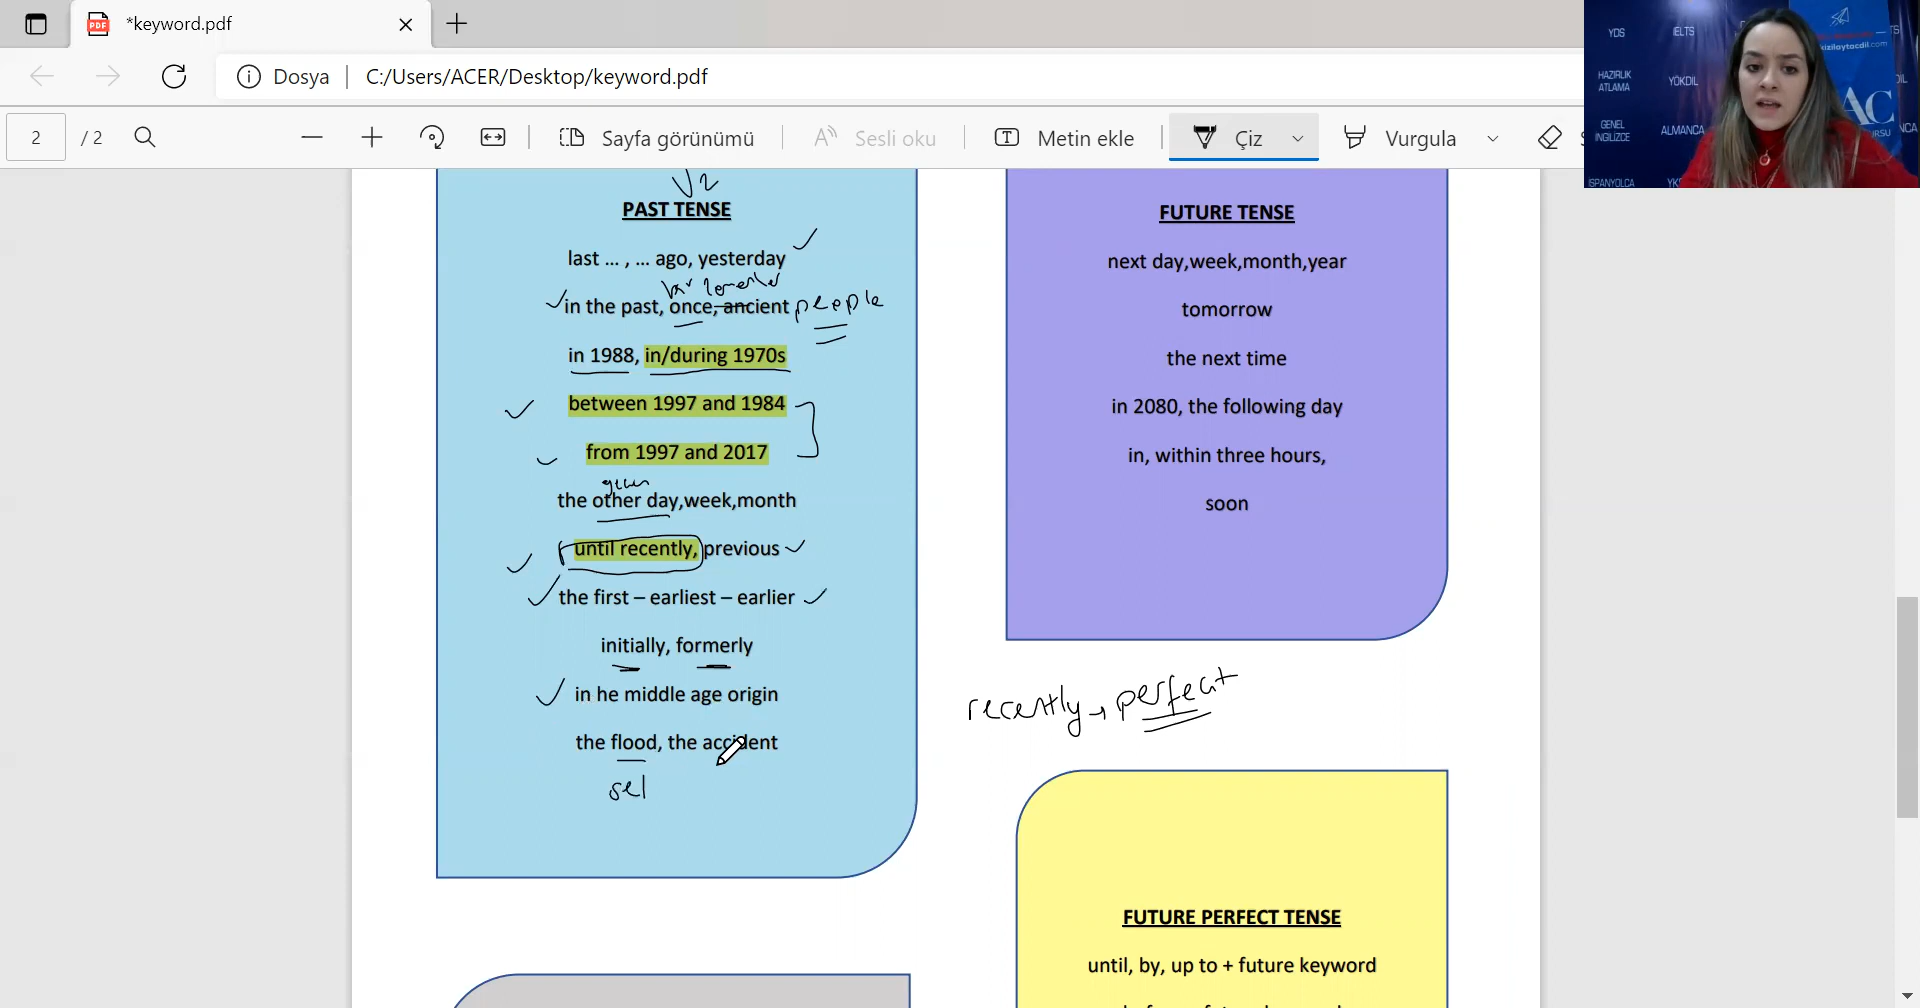 *keyword.pdf
Dosya
C:/Users/ACER/Desktop/keyword.pdf
2 / 2
Sayfa görünümü
Sesli oku
Metin ekle
Çiz
Vurgula
YDS
IELTS
kizilaytacdil.com
HAZIRLIK ATLAMA
YÖKDİL
AC
GENEL İNGİLİZCE
ALMANCA
İSPANYOLCA
V2
PAST TENSE
last ... , ... ago, yesterday
in the past, once, ancient people
in 1988, in/during 1970s
between 1997 and 1984
from 1997 and 2017
the other day,week,month
until recently, previous
the first – earliest – earlier
initially, formerly
in he middle age origin
the flood, the accident
sel
FUTURE TENSE
next day,week,month,year
tomorrow
the next time
in 2080, the following day
in, within three hours,
soon
recently → perfect
FUTURE PERFECT TENSE
until, by, up to + future keyword